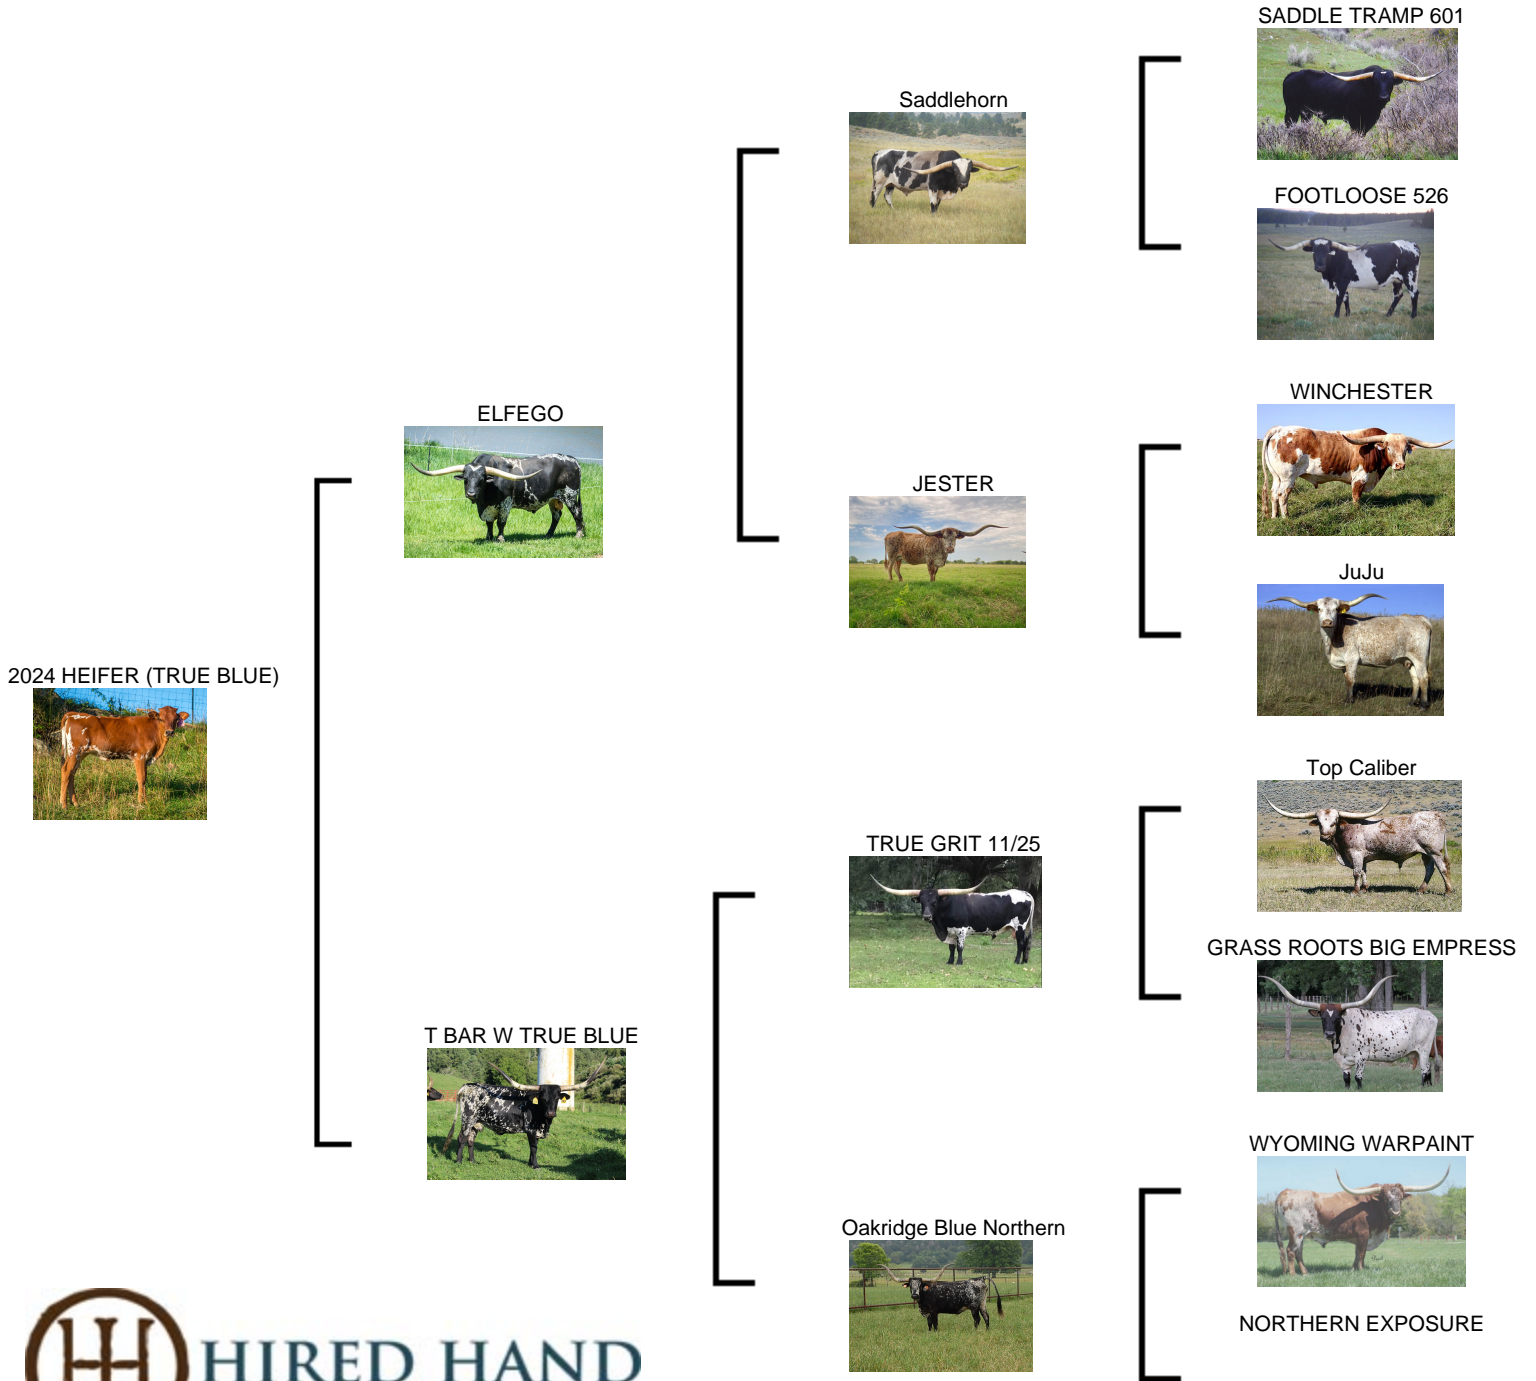 SADDLE TRAMP 601
Saddlehorn
FOOTLOOSE 526
WINCHESTER
ELFEGO
JESTER
JuJu
2024 HEIFER (TRUE BLUE)
Top Caliber
TRUE GRIT 11/25
GRASS ROOTS BIG EMPRESS
T BAR W TRUE BLUE
WYOMING WARPAINT
Oakridge Blue Northern
NORTHERN EXPOSURE
HIRED HAND